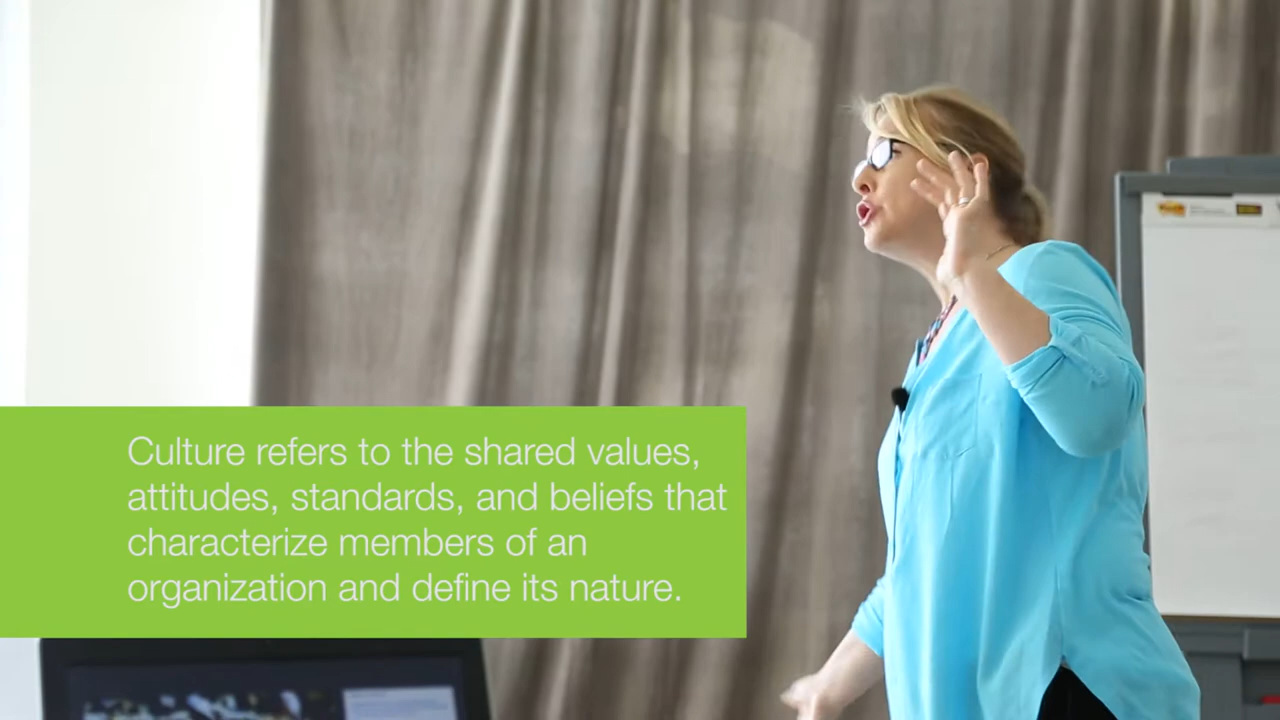 Culture refers to the shared values,
attitudes, standards, and beliefs that
characterize members of an
organization and define its nature.